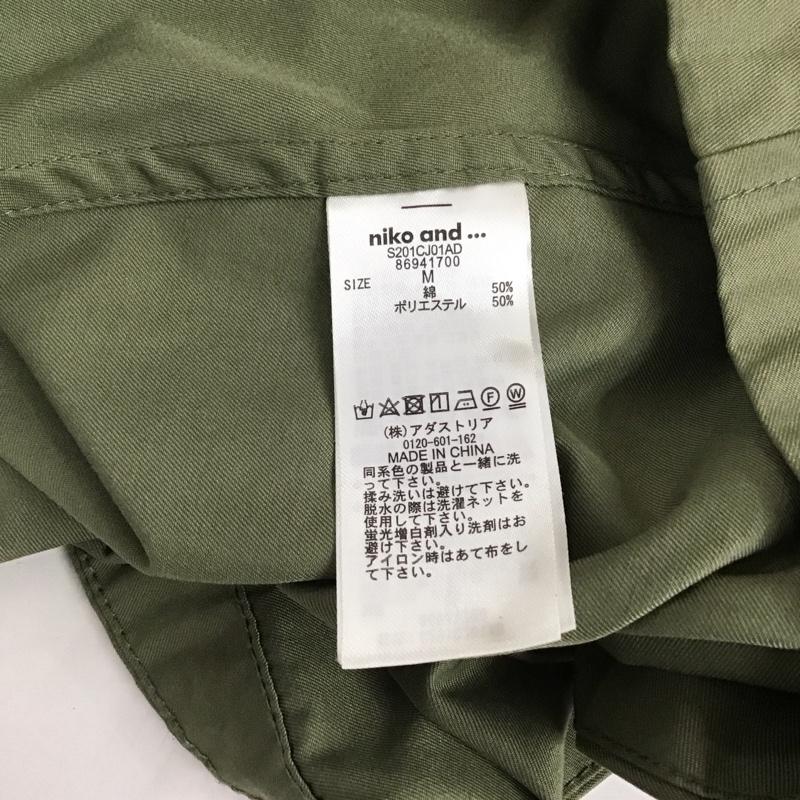 niko and ...
S201CJ01AD
86941700
SIZE M
綿 50%
ポリエステル 50%
F W
(株)アダストリア
0120-601-162
MADE IN CHINA
同系色の製品と一緒に洗
って下さい。
揉み洗いは避けて下さい。
脱水の際は洗濯ネットを
使用して下さい。
蛍光増白剤入り洗剤はお
避け下さい。
アイロン時はあて布をし
て下さい。